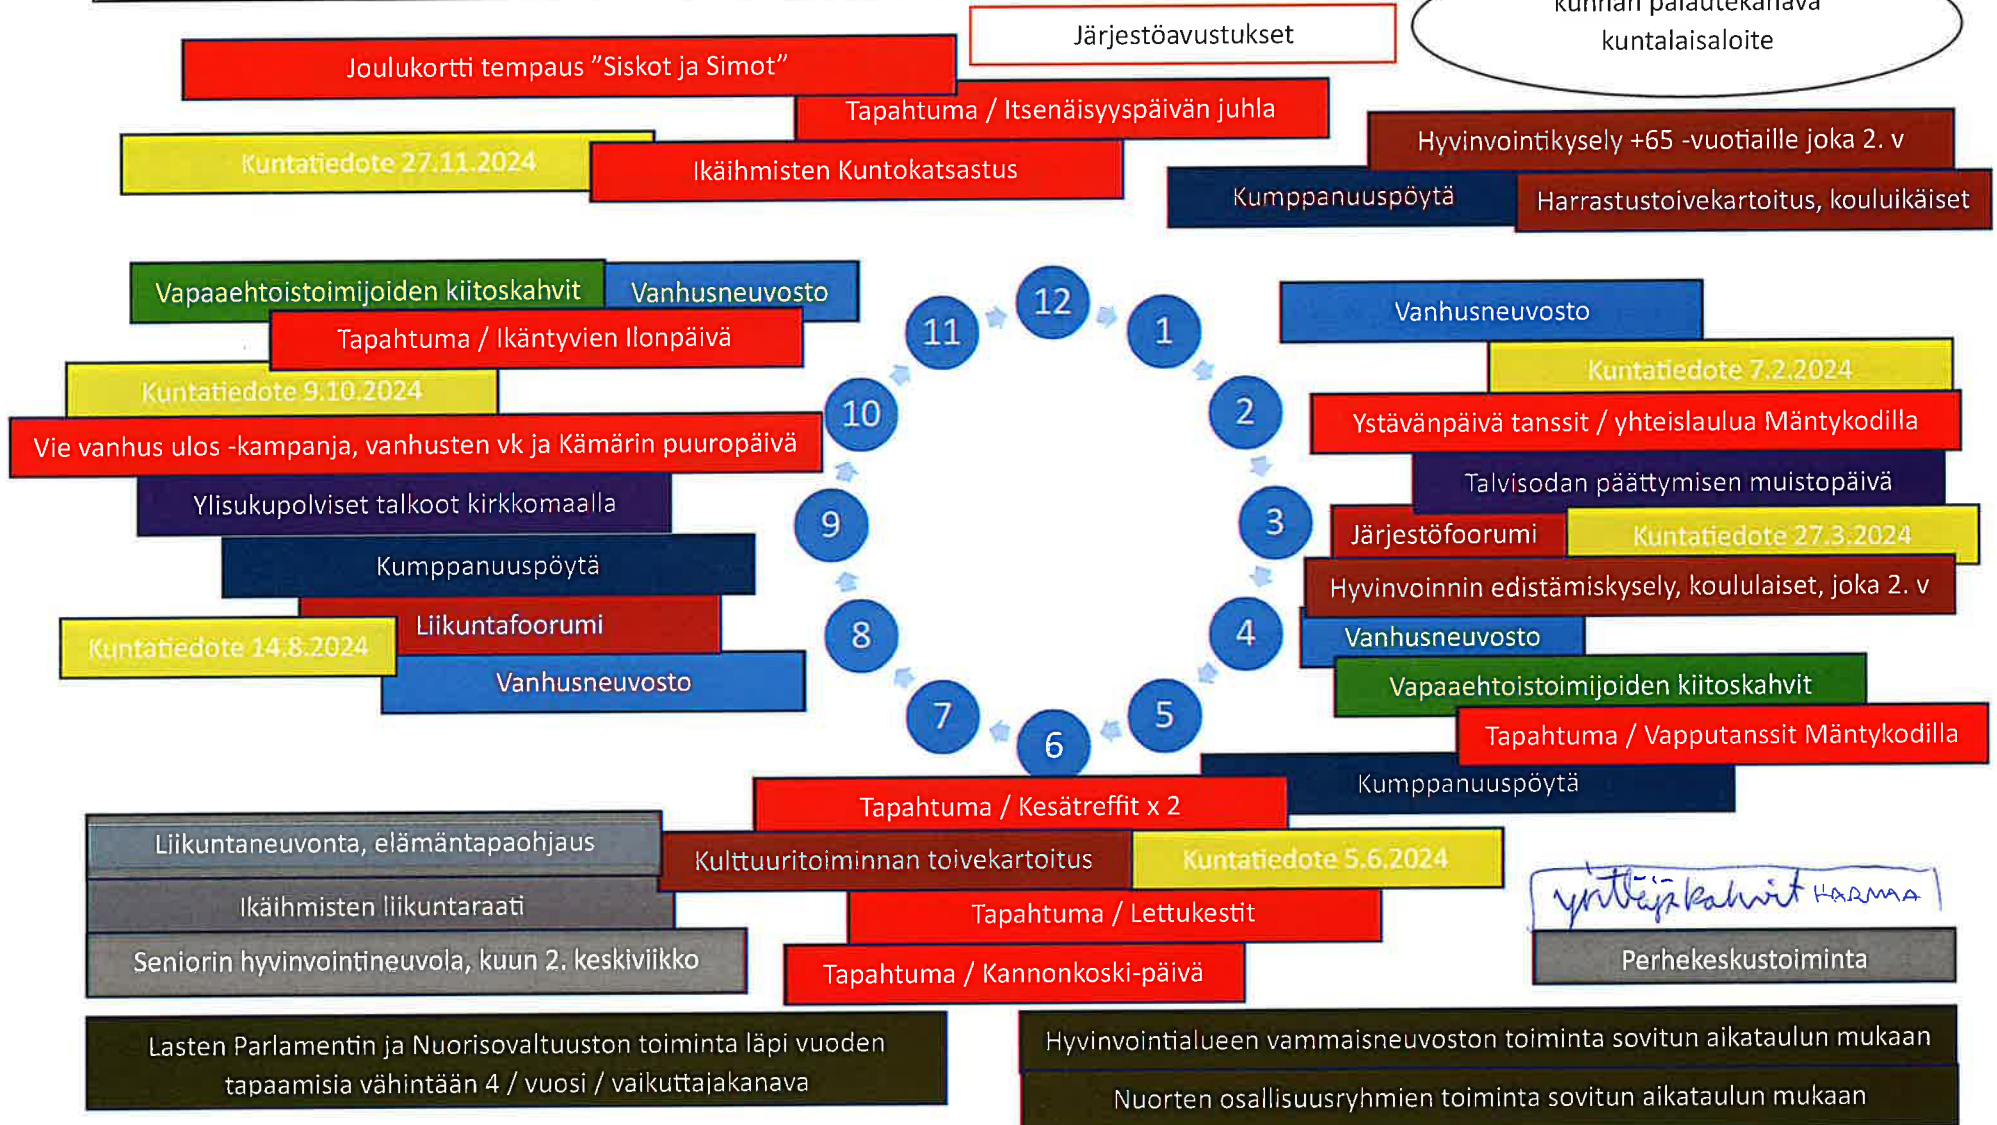 kunnan palautekanava
kuntalaisaloite
Järjestöavustukset
Joulukortti tempaus ”Siskot ja Simot”
Tapahtuma / Itsenäisyyspäivän juhla
Hyvinvointikysely +65 -vuotiaille joka 2. v
Kuntatiedote 27.11.2024
Ikäihmisten Kuntokatsastus
Kumppanuuspöytä
Harrastustoivekartoitus, kouluikäiset
Vapaaehtoistoimijoiden kiitoskahvit
Vanhusneuvosto
Tapahtuma / Ikäntyvien Ilonpäivä
Kuntatiedote 9.10.2024
Vie vanhus ulos -kampanja, vanhusten vk ja Kämärin puuropäivä
Ylisukupolviset talkoot kirkkomaalla
Kumppanuuspöytä
Liikuntafoorumi
Kuntatiedote 14.8.2024
Vanhusneuvosto
12
1
2
3
4
5
6
7
8
9
10
11
Vanhusneuvosto
Kuntatiedote 7.2.2024
Ystävänpäivä tanssit / yhteislaulua Mäntykodilla
Talvisodan päättymisen muistopäivä
Järjestöfoorumi
Kuntatiedote 27.3.2024
Hyvinvoinnin edistämiskysely, koululaiset, joka 2. v
Vanhusneuvosto
Vapaaehtoistoimijoiden kiitoskahvit
Tapahtuma / Vapputanssit Mäntykodilla
Kumppanuuspöytä
Tapahtuma / Kesätreffit x 2
Kulttuuritoiminnan toivekartoitus
Kuntatiedote 5.6.2024
Tapahtuma / Lettukestit
Tapahtuma / Kannonkoski-päivä
Liikuntaneuvonta, elämäntapaohjaus
Ikäihmisten liikuntaraati
Seniorin hyvinvointineuvola, kuun 2. keskiviikko
yrittäjäkahvit HARMAA
Perhekeskustoiminta
Lasten Parlamentin ja Nuorisovaltuuston toiminta läpi vuoden
tapaamisia vähintään 4 / vuosi / vaikuttajakanava
Hyvinvointialueen vammaisneuvoston toiminta sovitun aikataulun mukaan
Nuorten osallisuusryhmien toiminta sovitun aikataulun mukaan